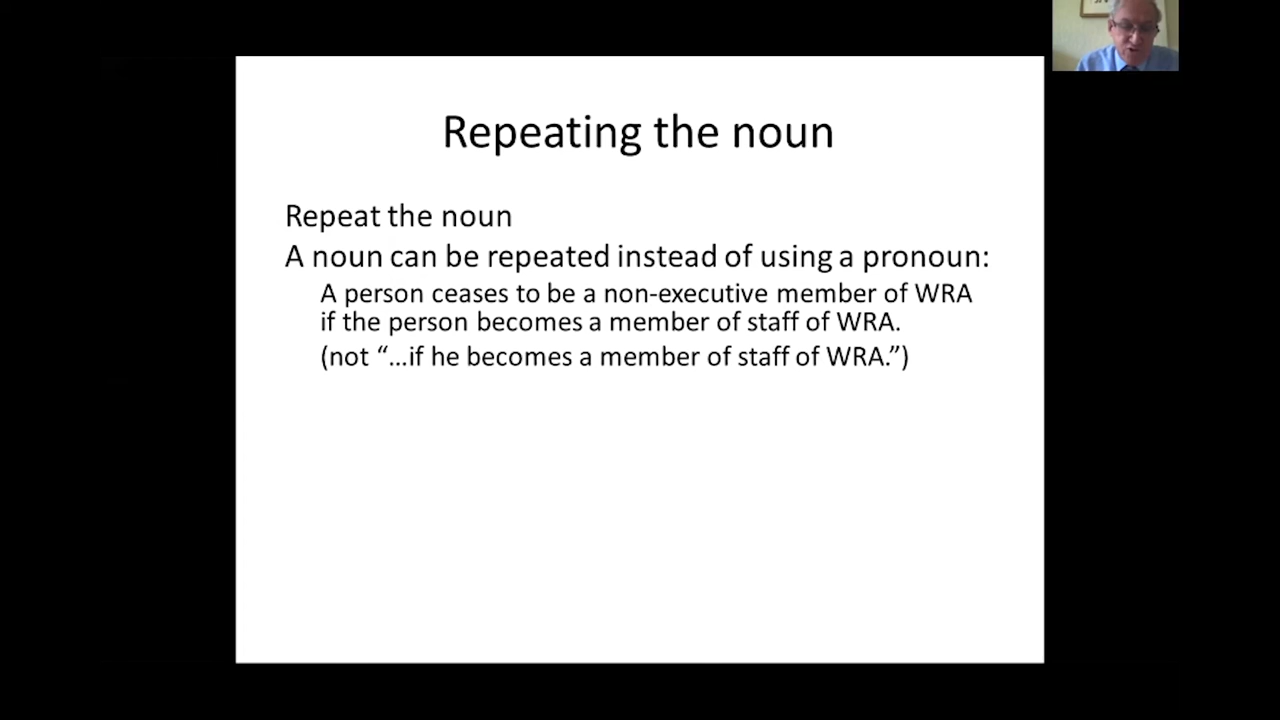 Repeating the noun
Repeat the noun
A noun can be repeated instead of using a pronoun:
A person ceases to be a non-executive member of WRA
if the person becomes a member of staff of WRA.
(not “…if he becomes a member of staff of WRA.”)